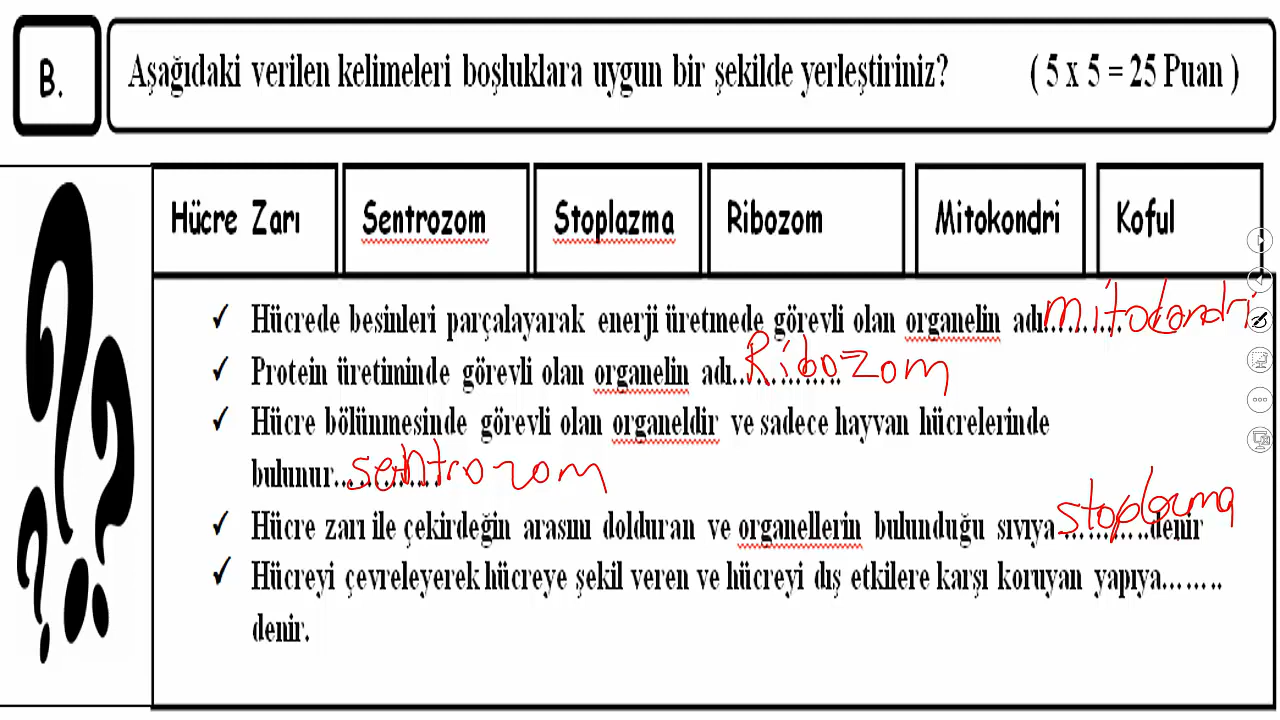 B.
Aşağıdaki verilen kelimeleri boşluklara uygun bir şekilde yerleştiriniz? ( 5 x 5 = 25 Puan )
Hücre Zarı Sentrozom Stoplazma Ribozom Mitokondri Koful
✓ Hücrede besinleri parçalayarak enerji üretmede görevli olan organelin adı.......... mitokondri
✓ Protein üretiminde görevli olan organelin adı.............. Ribozom
✓ Hücre bölünmesinde görevli olan organeldir ve sadece hayvan hücrelerinde
bulunur............. sentrozom
✓ Hücre zarı ile çekirdeğin arasını dolduran ve organellerin bulunduğu sıvıya ........... stoplazma denir
✓ Hücreyi çevreleyerek hücreye şekil veren ve hücreyi dış etkilere karşı koruyan yapıya........
denir.